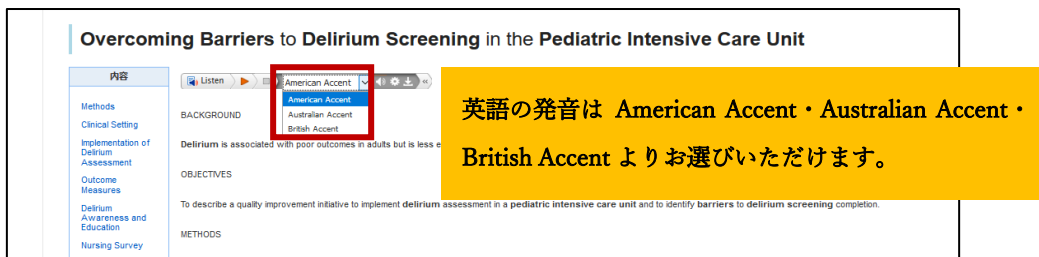 Overcoming Barriers to Delirium Screening in the Pediatric Intensive Care Unit
内容
Methods
Clinical Setting
Implementation of
Delirium
Assessment
Outcome
Measures
Delirium
Awareness and
Education
Nursing Survey
Listen
American Accent
American Accent
Australian Accent
British Accent
BACKGROUND
Delirium is associated with poor outcomes in adults but is less e
OBJECTIVES
To describe a quality improvement initiative to implement delirium assessment in a pediatric intensive care unit and to identify barriers to delirium screening completion.
METHODS
英語の発音は American Accent・Australian Accent・
British Accent よりお選びいただけます。